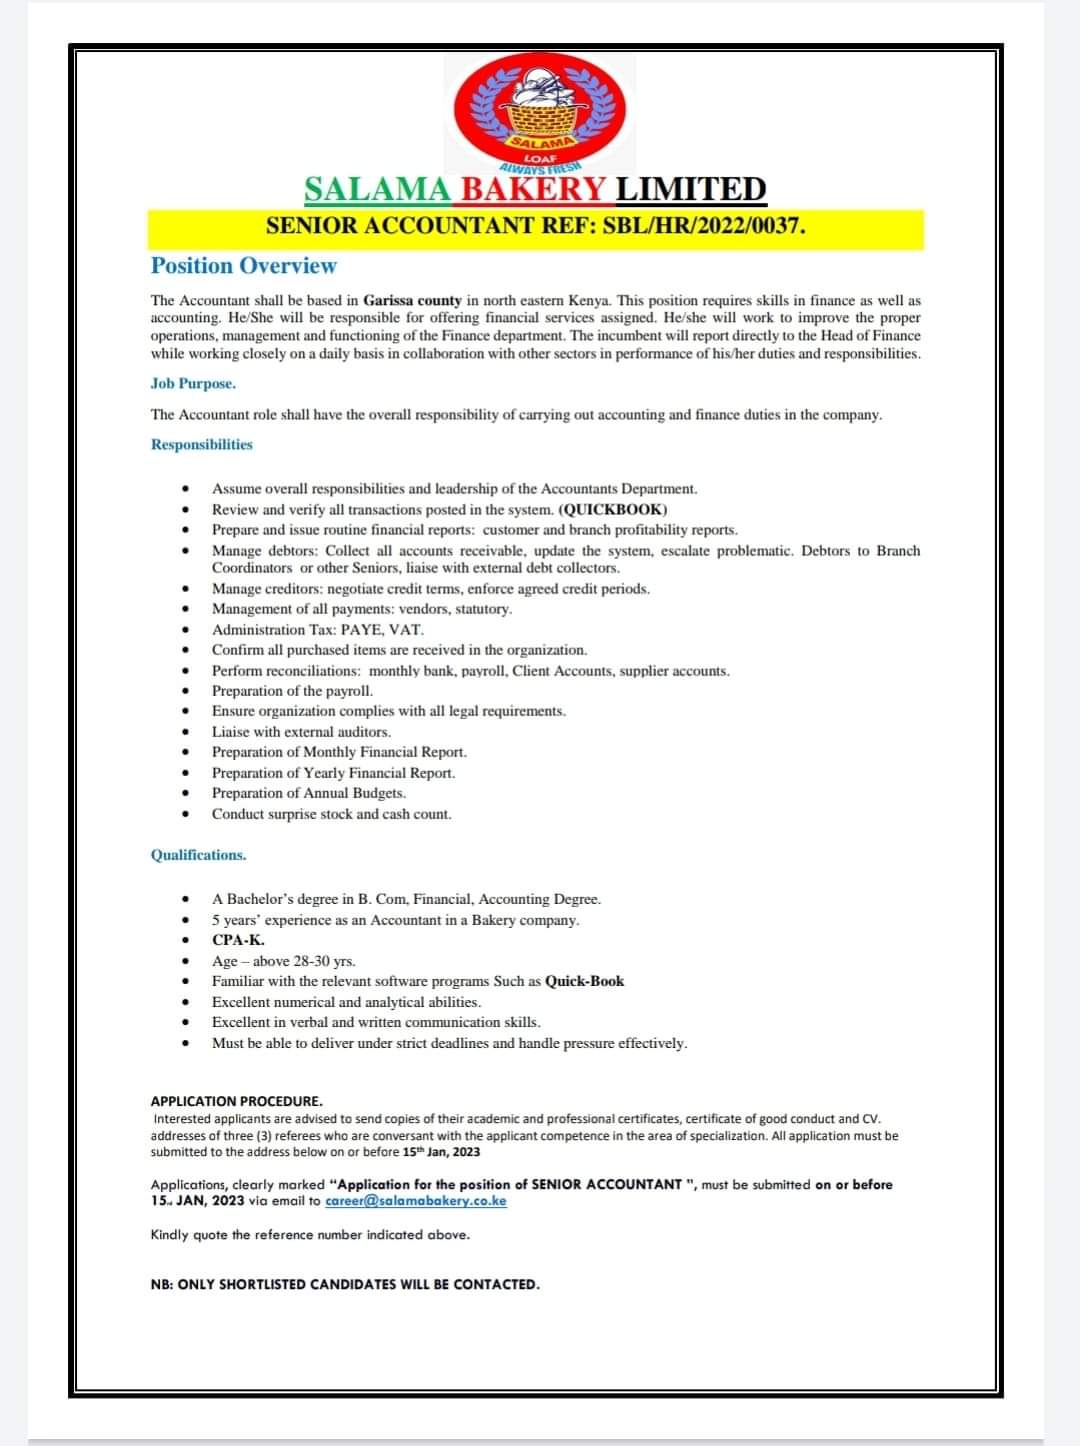 SALAMA
LOAF
ALWAYS FRESH
SALAMA BAKERY LIMITED
SENIOR ACCOUNTANT REF: SBL/HR/2022/0037.
Position Overview
The Accountant shall be based in Garissa county in north eastern Kenya. This position requires skills in finance as well as
accounting. He/She will be responsible for offering financial services assigned. He/she will work to improve the proper
operations, management and functioning of the Finance department. The incumbent will report directly to the Head of Finance
while working closely on a daily basis in collaboration with other sectors in performance of his/her duties and responsibilities.
Job Purpose.
The Accountant role shall have the overall responsibility of carrying out accounting and finance duties in the company.
Responsibilities
• Assume overall responsibilities and leadership of the Accountants Department.
• Review and verify all transactions posted in the system. (QUICKBOOK)
• Prepare and issue routine financial reports: customer and branch profitability reports.
• Manage debtors: Collect all accounts receivable, update the system, escalate problematic. Debtors to Branch
Coordinators or other Seniors, liaise with external debt collectors.
• Manage creditors: negotiate credit terms, enforce agreed credit periods.
• Management of all payments: vendors, statutory.
• Administration Tax: PAYE, VAT.
• Confirm all purchased items are received in the organization.
• Perform reconciliations: monthly bank, payroll, Client Accounts, supplier accounts.
• Preparation of the payroll.
• Ensure organization complies with all legal requirements.
• Liaise with external auditors.
• Preparation of Monthly Financial Report.
• Preparation of Yearly Financial Report.
• Preparation of Annual Budgets.
• Conduct surprise stock and cash count.
Qualifications.
• A Bachelor's degree in B. Com, Financial, Accounting Degree.
• 5 years' experience as an Accountant in a Bakery company.
• CPA-K.
• Age – above 28-30 yrs.
• Familiar with the relevant software programs Such as Quick-Book
• Excellent numerical and analytical abilities.
• Excellent in verbal and written communication skills.
• Must be able to deliver under strict deadlines and handle pressure effectively.
APPLICATION PROCEDURE.
Interested applicants are advised to send copies of their academic and professional certificates, certificate of good conduct and CV.
addresses of three (3) referees who are conversant with the applicant competence in the area of specialization. All application must be
submitted to the address below on or before 15th Jan, 2023
Applications, clearly marked "Application for the position of SENIOR ACCOUNTANT ", must be submitted on or before
15 JAN, 2023 via email to career@salamabakery.co.ke
Kindly quote the reference number indicated above.
NB: ONLY SHORTLISTED CANDIDATES WILL BE CONTACTED.